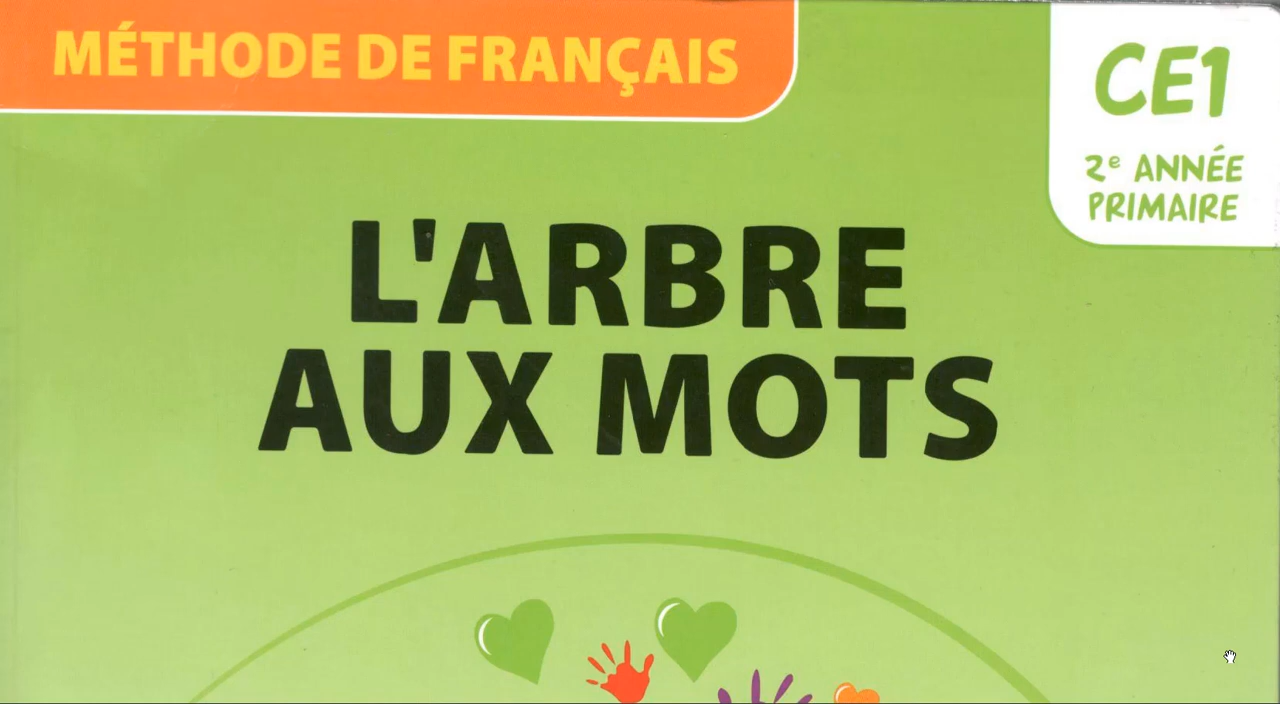 MÉTHODE DE FRANÇAIS
CE1
2e ANNÉE
PRIMAIRE
L'ARBRE
AUX MOTS